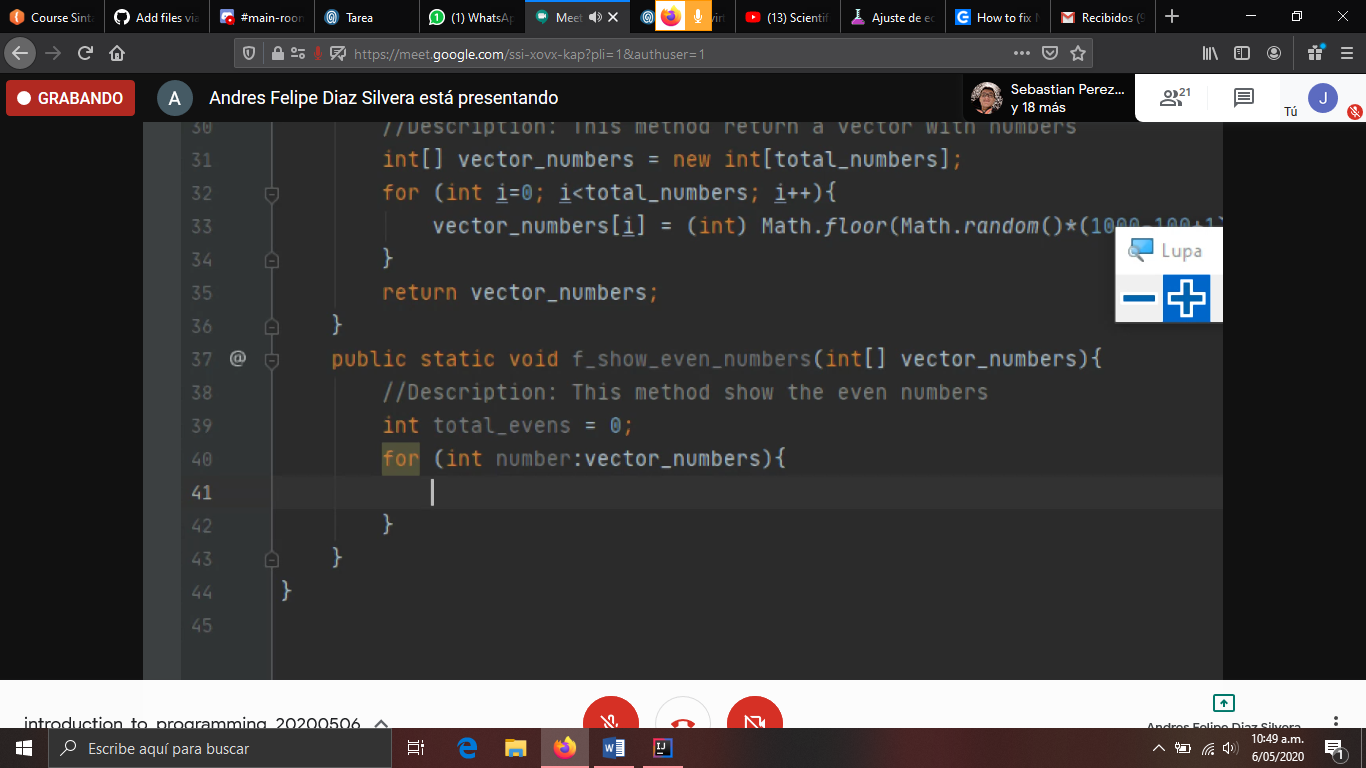 Course Sint
Add files via
#main-roon
Tarea
(1) WhatsAp
Meet
virt
(13) Scientif
Ajuste de ec
How to fix
Recibidos (9
https://meet.google.com/ssi-xovx-kap?pli=1&authuser=1
GRABANDO
A
Andres Felipe Diaz Silvera está presentando
Sebastian Perez...
y 18 más
21
Tú
J
30 //Description: This method return a vector with numbers
31 int[] vector_numbers = new int[total_numbers];
32 for (int i=0; i<total_numbers; i++){
33 vector_numbers[i] = (int) Math.floor(Math.random()*(1000-100+1)
34 }
35 return vector_numbers;
36 }
37 @ public static void f_show_even_numbers(int[] vector_numbers){
38 //Description: This method show the even numbers
39 int total_evens = 0;
40 for (int number:vector_numbers){
41
42 }
43 }
44 }
45
Lupa
introduction_to_programming_20200506
Andres Felipe Diaz Silvera
Escribe aquí para buscar
10:49 a.m.
6/05/2020
1